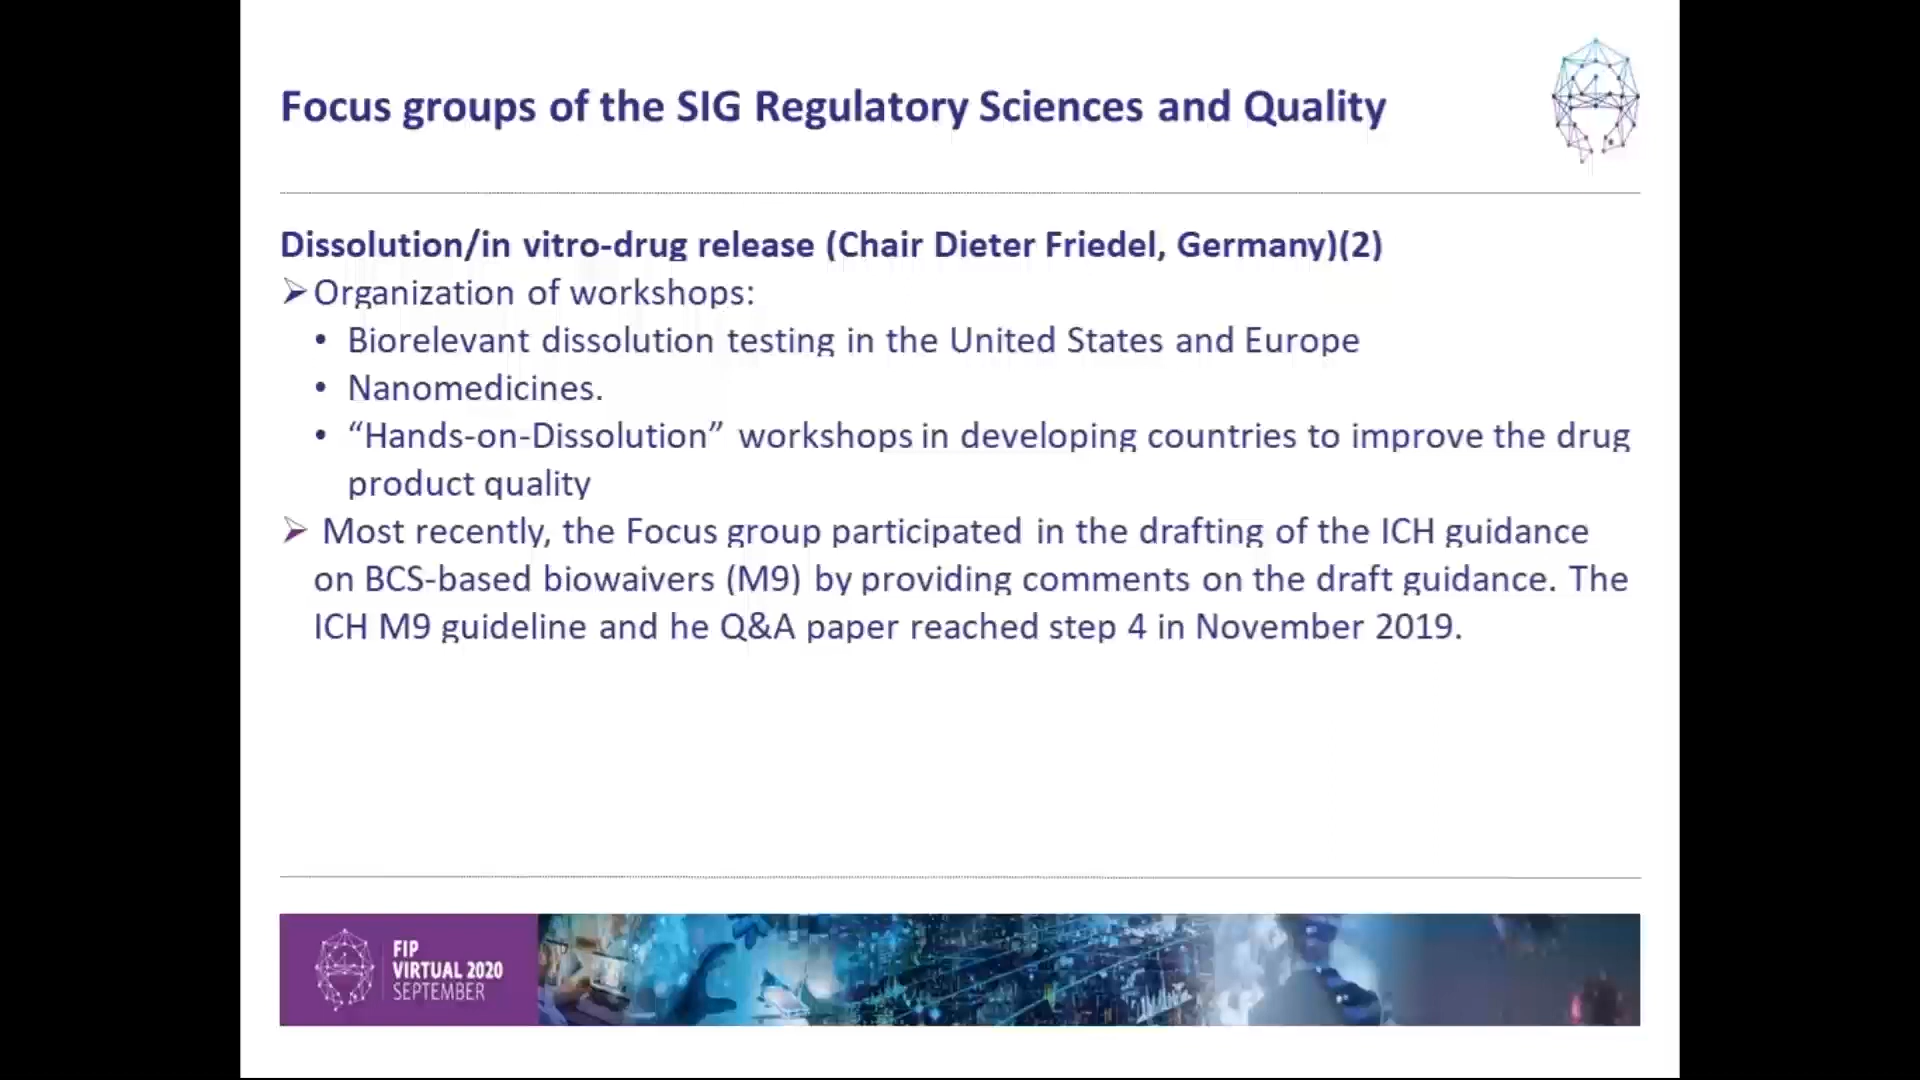 Focus groups of the SIG Regulatory Sciences and Quality
Dissolution/in vitro-drug release (Chair Dieter Friedel, Germany)(2)
➢ Organization of workshops:
• Biorelevant dissolution testing in the United States and Europe
• Nanomedicines.
• “Hands-on-Dissolution” workshops in developing countries to improve the drug
product quality
➢ Most recently, the Focus group participated in the drafting of the ICH guidance
on BCS-based biowaivers (M9) by providing comments on the draft guidance. The
ICH M9 guideline and he Q&A paper reached step 4 in November 2019.
FIP
VIRTUAL 2020
SEPTEMBER